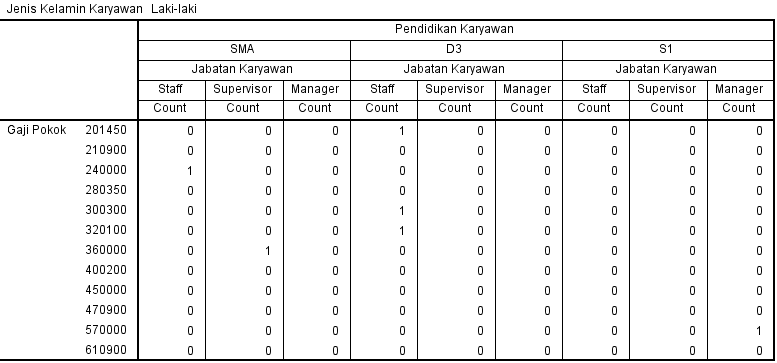 Jenis Kelamin Karyawan Laki-laki
Pendidikan Karyawan
SMA D3 S1
Jabatan Karyawan Jabatan Karyawan Jabatan Karyawan
Staff Supervisor Manager Staff Supervisor Manager Staff Supervisor Manager
Count Count Count Count Count Count Count Count Count
Gaji Pokok 201450 0 0 0 1 0 0 0 0 0
210900 0 0 0 0 0 0 0 0 0
240000 1 0 0 0 0 0 0 0 0
280350 0 0 0 0 0 0 0 0 0
300300 0 0 0 1 0 0 0 0 0
320100 0 0 0 1 0 0 0 0 0
360000 0 1 0 0 0 0 0 0 0
400200 0 0 0 0 0 0 0 0 0
450000 0 0 0 0 0 0 0 0 0
470900 0 0 0 0 0 0 0 0 0
570000 0 0 0 0 0 0 0 0 1
610900 0 0 0 0 0 0 0 0 0